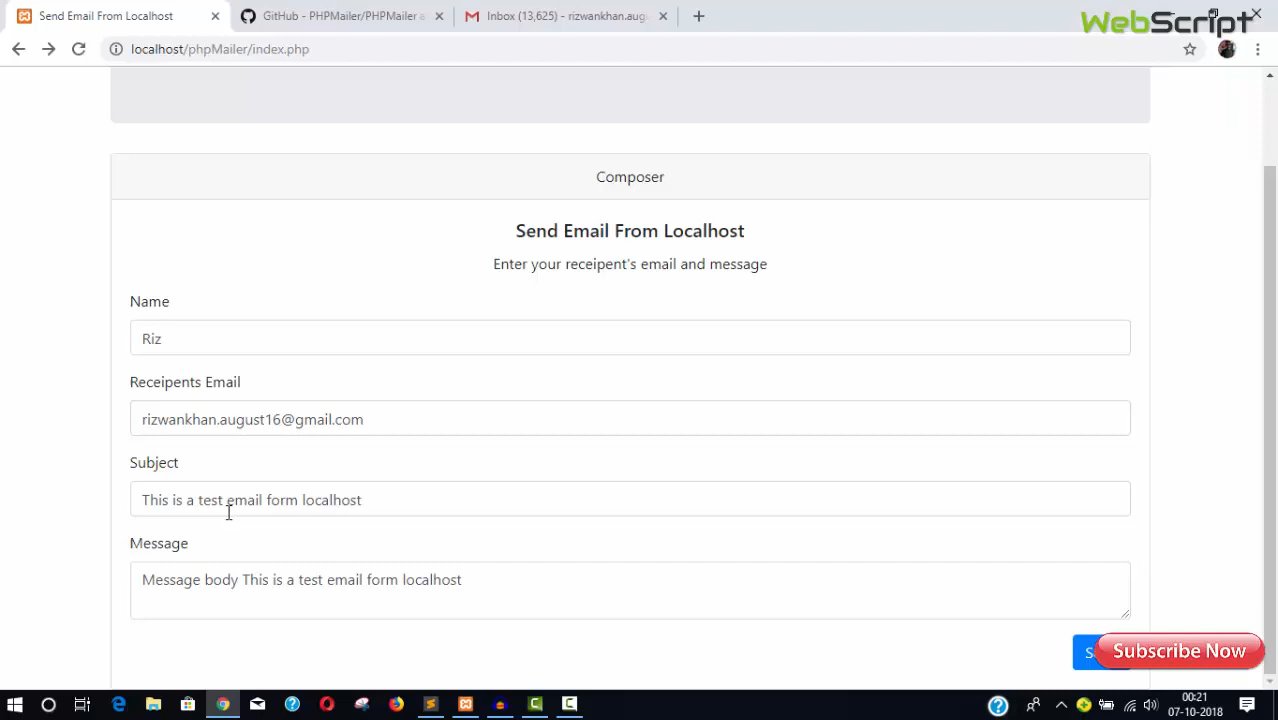 Send Email From Localhost
GitHub - PHPMailer/PHPMailer a
Inbox (13,625) - rizwankhan.aug
WebScript
localhost/phpMailer/index.php
Composer
Send Email From Localhost
Enter your receipent's email and message
Name
Riz
Receipents Email
rizwankhan.august16@gmail.com
Subject
This is a test email form localhost
Message
Message body This is a test email form localhost
S
Subscribe Now
00:21
07-10-2018